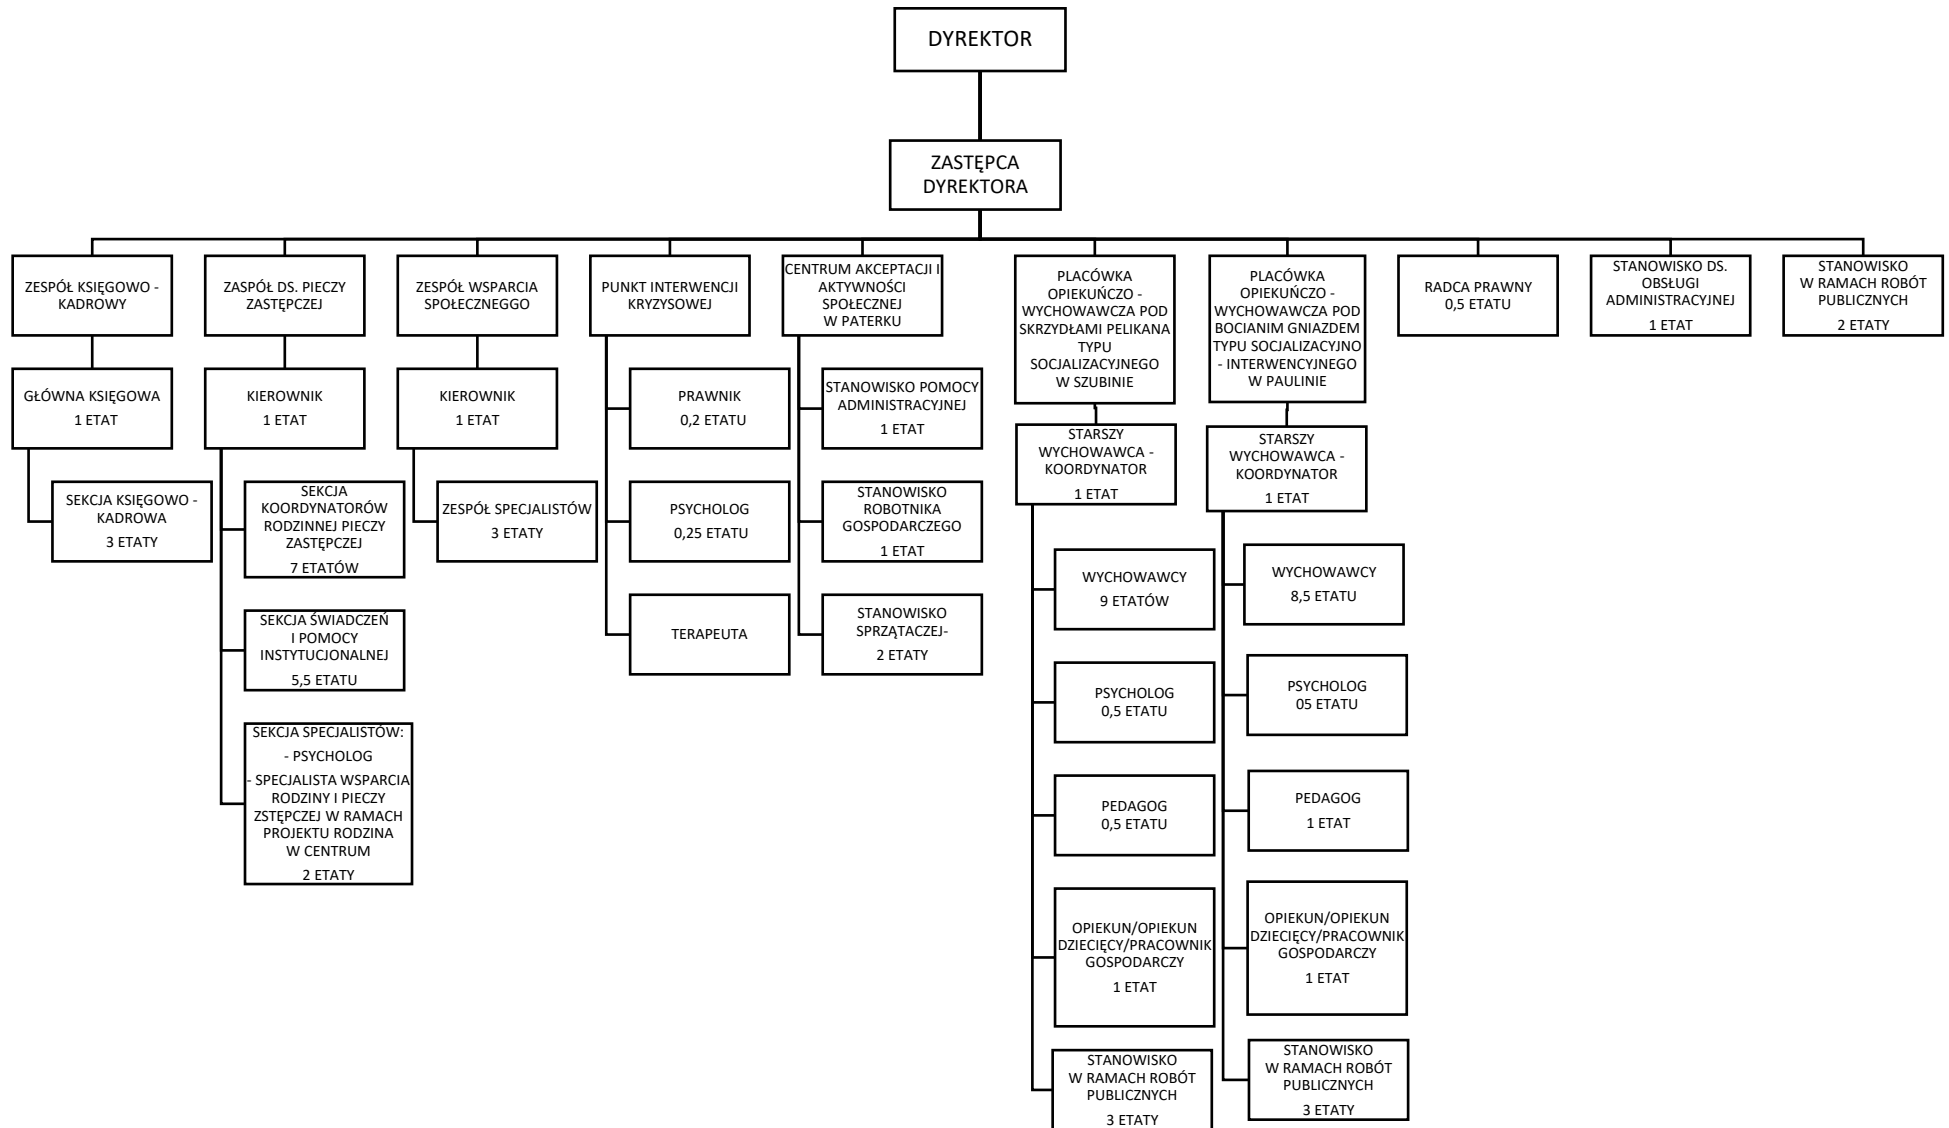 DYREKTOR
ZASTĘPCA
DYREKTORA
ZESPÓŁ KSIĘGOWO -
KADROWY
GŁÓWNA KSIĘGOWA
1 ETAT
SEKCJA KSIĘGOWO -
KADROWA
3 ETATY
ZASPÓŁ DS. PIECZY
ZASTĘPCZEJ
KIEROWNIK
1 ETAT
SEKCJA
KOORDYNATORÓW
RODZINNEJ PIECZY
ZASTĘPCZEJ
7 ETATÓW
SEKCJA ŚWIADCZEŃ
I POMOCY
INSTYTUCJONALNEJ
5,5 ETATU
SEKCJA SPECJALISTÓW:
- PSYCHOLOG
- SPECJALISTA WSPARCIA
RODZINY I PIECZY
ZSTĘPCZEJ W RAMACH
PROJEKTU RODZINA
W CENTRUM
2 ETATY
ZESPÓŁ WSPARCIA
SPOŁECZNEGGO
KIEROWNIK
1 ETAT
ZESPÓŁ SPECJALISTÓW
3 ETATY
PUNKT INTERWENCJI
KRYZYSOWEJ
PRAWNIK
0,2 ETATU
PSYCHOLOG
0,25 ETATU
TERAPEUTA
CENTRUM AKCEPTACJI I
AKTYWNOŚCI
SPOŁECZNEJ
W PATERKU
STANOWISKO POMOCY
ADMINISTRACYJNEJ
1 ETAT
STANOWISKO
ROBOTNIKA
GOSPODARCZEGO
1 ETAT
STANOWISKO
SPRZĄTACZEJ-
2 ETATY
PLACÓWKA
OPIEKUŃCZO -
WYCHOWAWCZA POD
SKRZYDŁAMI PELIKANA
TYPU
SOCJALIZACYJNEGO
W SZUBINIE
STARSZY
WYCHOWAWCA -
KOORDYNATOR
1 ETAT
WYCHOWAWCY
9 ETATÓW
PSYCHOLOG
0,5 ETATU
PEDAGOG
0,5 ETATU
OPIEKUN/OPIEKUN
DZIECIĘCY/PRACOWNIK
GOSPODARCZY
1 ETAT
STANOWISKO
W RAMACH ROBÓT
PUBLICZNYCH
3 ETATY
PLACÓWKA
OPIEKUŃCZO -
WYCHOWAWCZA POD
BOCIANIM GNIAZDEM
TYPU SOCJALIZACYJNO
- INTERWENCYJNEGO
W PAULINIE
STARSZY
WYCHOWAWCA -
KOORDYNATOR
1 ETAT
WYCHOWAWCY
8,5 ETATU
PSYCHOLOG
05 ETATU
PEDAGOG
1 ETAT
OPIEKUN/OPIEKUN
DZIECIĘCY/PRACOWNIK
GOSPODARCZY
1 ETAT
STANOWISKO
W RAMACH ROBÓT
PUBLICZNYCH
3 ETATY
RADCA PRAWNY
0,5 ETATU
STANOWISKO DS.
OBSŁUGI
ADMINISTRACYJNEJ
1 ETAT
STANOWISKO
W RAMACH ROBÓT
PUBLICZNYCH
2 ETATY